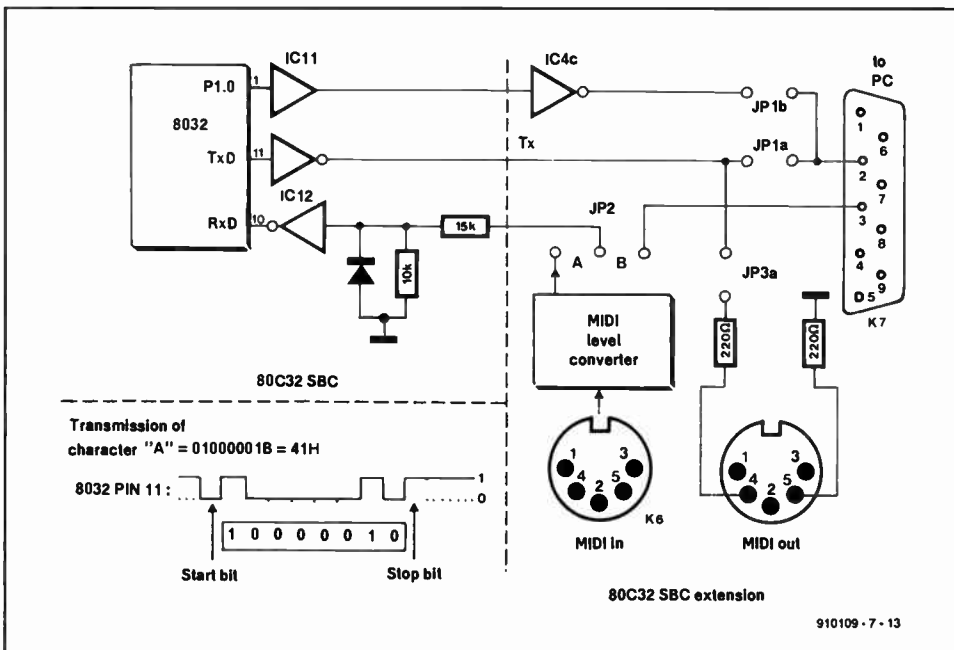 IC11
IC4c
to
PC
P1.0
1
8032
JP1b
1
6
Tx
TxD
11
JP1a
2
IC12
7
RxD
10
15k
JP2
3
8
10k
A
B
JP3a
4
9
5
K7
MIDI
level
converter
220Ω
220Ω
80C32 SBC
Transmission of
character "A" = 01000001B = 41H
8032 PIN 11 :
1
0
1 0 0 0 0 0 1 0
Start bit
Stop bit
1
3
4
5
2
K6
MIDI in
1
3
4
5
2
MIDI out
80C32 SBC extension
910109 - 7 - 13